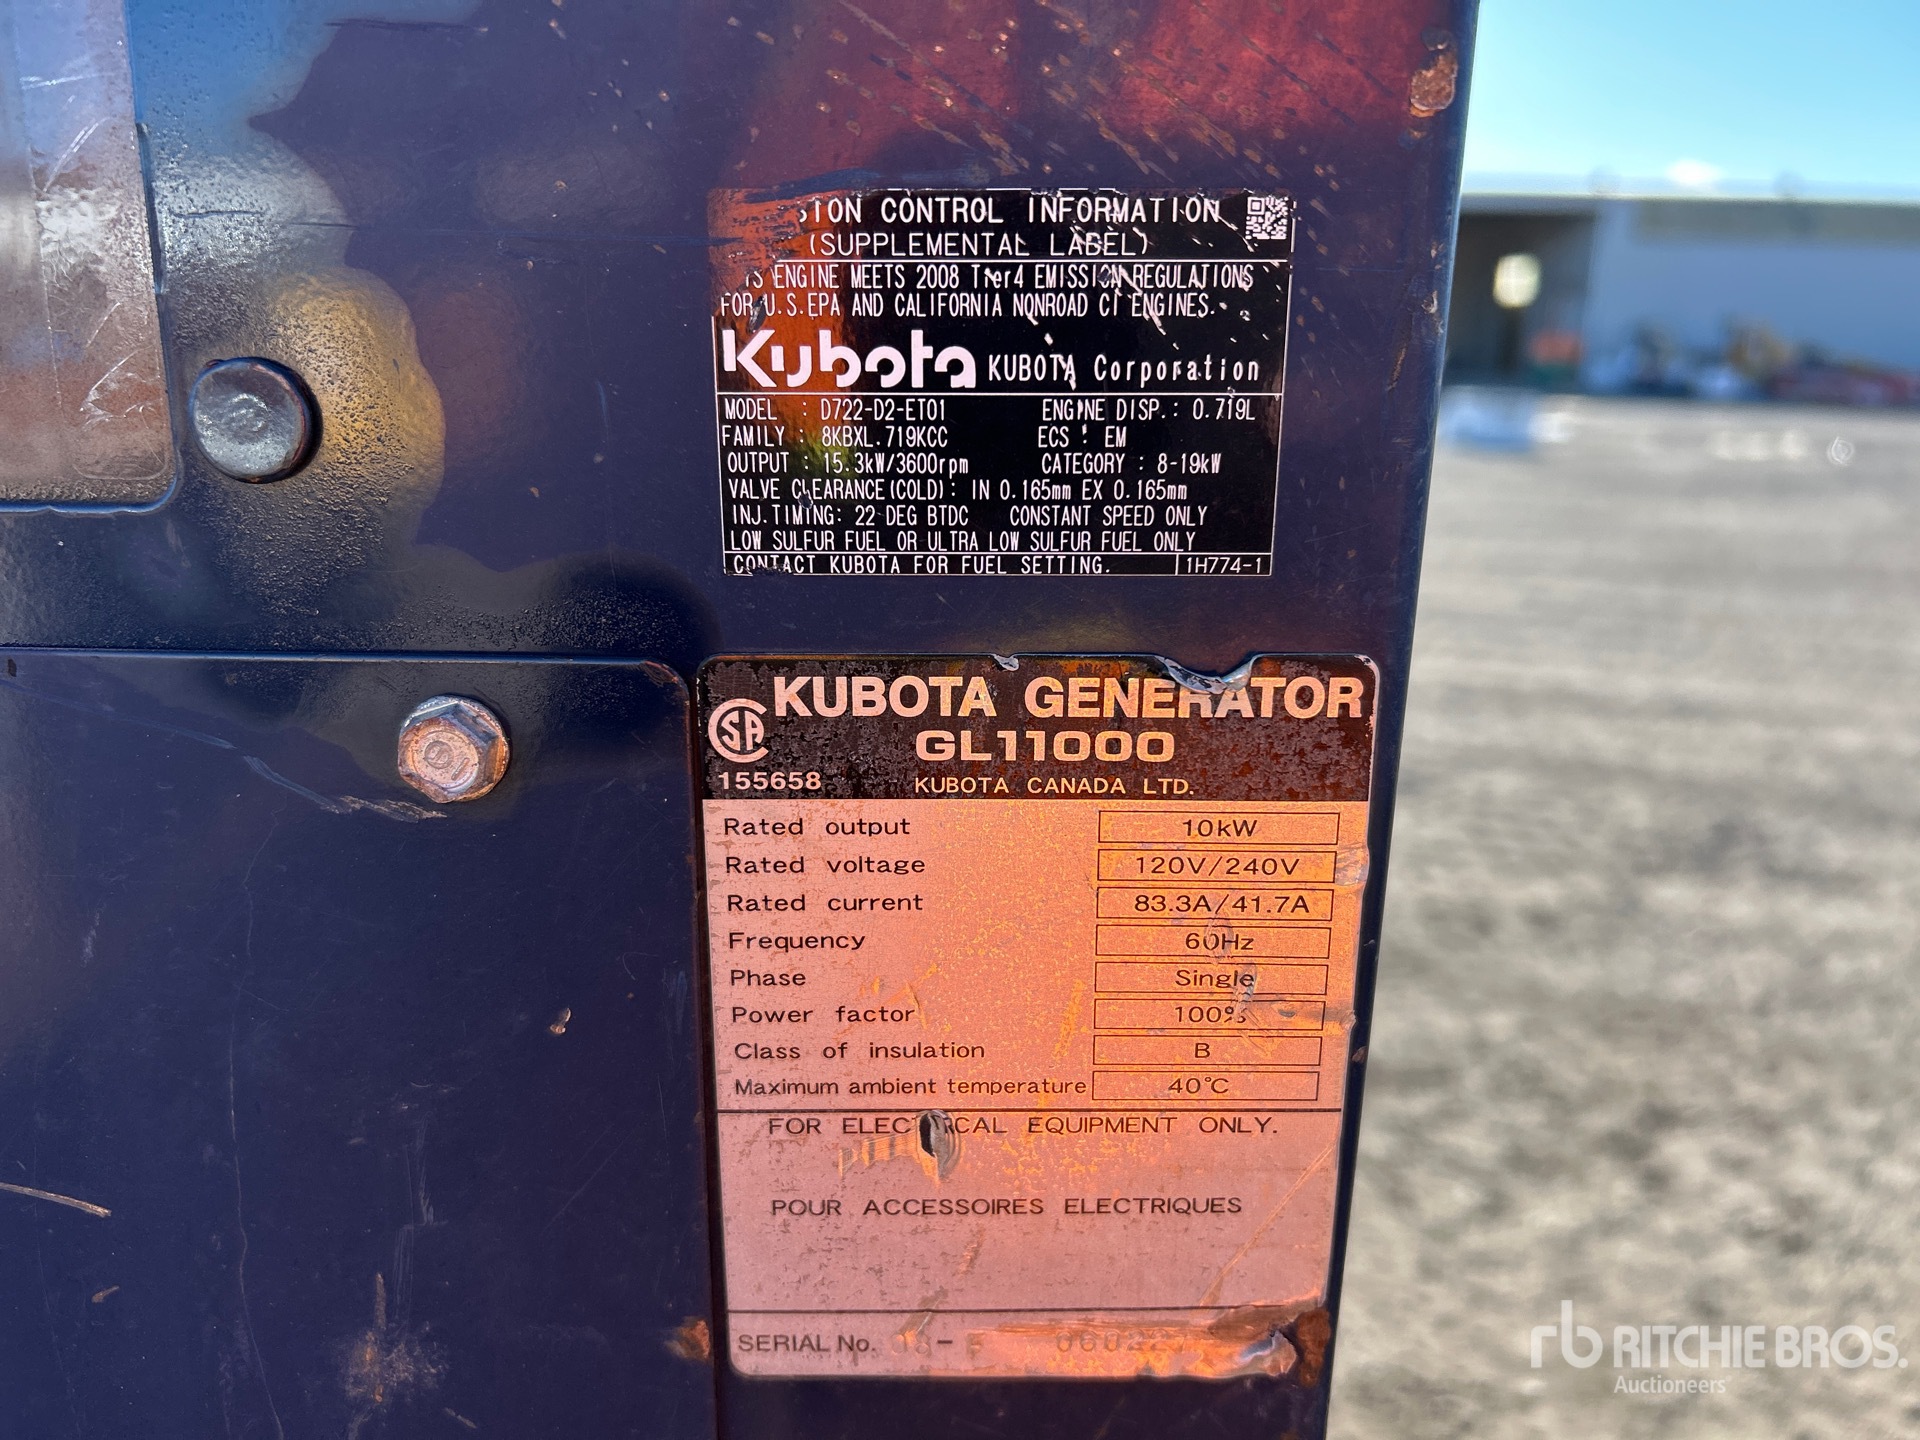 CONTROL INFORMATION
(SUPPLEMENTAL LABEL)
ENGINE MEETS 2008 Tier4 EMISSION REGULATIONS
FOR U.S.EPA AND CALIFORNIA NONROAD CI ENGINES.
Kubota KUBOTA Corporation
MODEL : D722-D2-ET01 ENGINE DISP.: 0.719L
FAMILY : 8KBXL.719KCC ECS : EM
OUTPUT : 15.3kW/3600rpm CATEGORY : 8-19kW
VALVE CLEARANCE(COLD): IN 0.165mm EX 0.165mm
INJ.TIMING: 22 DEG BTDC CONSTANT SPEED ONLY
LOW SULFUR FUEL OR ULTRA LOW SULFUR FUEL ONLY
CONTACT KUBOTA FOR FUEL SETTING. 1H774-1
KUBOTA GENERATOR
GL11000
155658 KUBOTA CANADA LTD.
Rated output 10kW
Rated voltage 120V/240V
Rated current 83.3A/41.7A
Frequency 60Hz
Phase Single
Power factor 100%
Class of insulation B
Maximum ambient temperature 40°C
FOR ELECTRICAL EQUIPMENT ONLY.
POUR ACCESSOIRES ELECTRIQUES
SERIAL No.
rb RITCHIE BROS.
Auctioneers